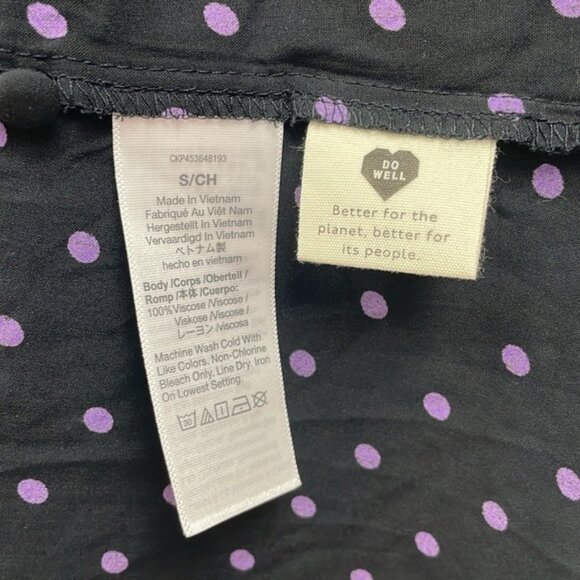 CKP453648193
S/CH
Made In Vietnam
Fabriqué Au Viêt Nam
Hergestellt In Vietnam
Vervaardigd In Vietnam
ベトナム製
hecho en vietnam
Body /Corps /Oberteil /
Romp /本体 /Cuerpo:
100%Viscose /Viscose/
Viskose /Viscose/
レーヨン /Viscosa
Machine Wash Cold With
Like Colors. Non-Chlorine
Bleach Only. Line Dry. Iron
On Lowest Setting.
30
DO
WELL
Better for the
planet, better for
its people.